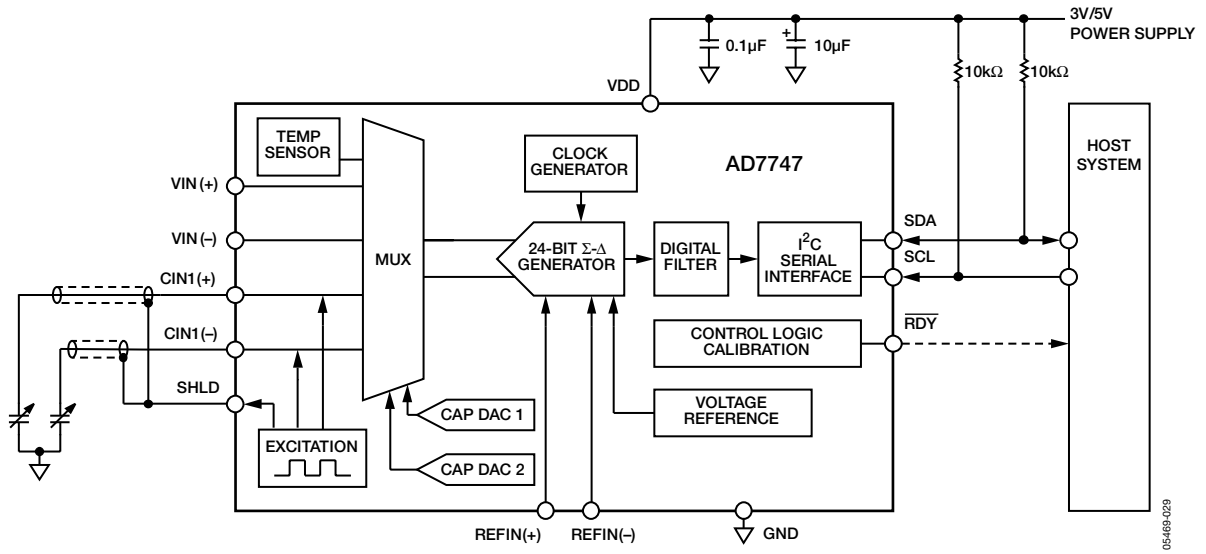 3V/5V
POWER SUPPLY
0.1µF
+
10µF
10kΩ
10kΩ
VDD
TEMP
SENSOR
CLOCK
GENERATOR
AD7747
HOST
SYSTEM
VIN(+)
VIN(–)
MUX
24-BIT Σ-Δ
GENERATOR
DIGITAL
FILTER
I²C
SERIAL
INTERFACE
SDA
SCL
CIN1(+)
CIN1(–)
SHLD
CONTROL LOGIC
CALIBRATION
RDY
VOLTAGE
REFERENCE
CAP DAC 1
EXCITATION
CAP DAC 2
REFIN(+)
REFIN(–)
GND
05469-029